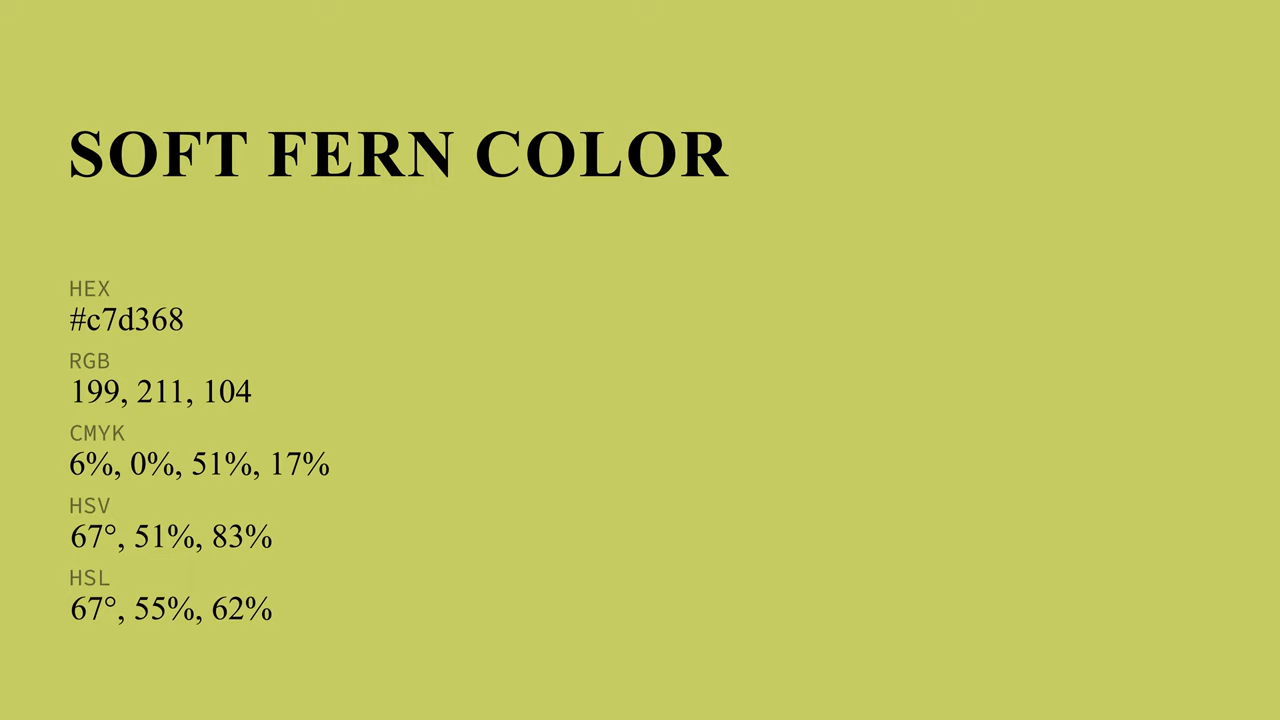 SOFT FERN COLOR
HEX
#c7d368
RGB
199, 211, 104
CMYK
6%, 0%, 51%, 17%
HSV
67°, 51%, 83%
HSL
67°, 55%, 62%